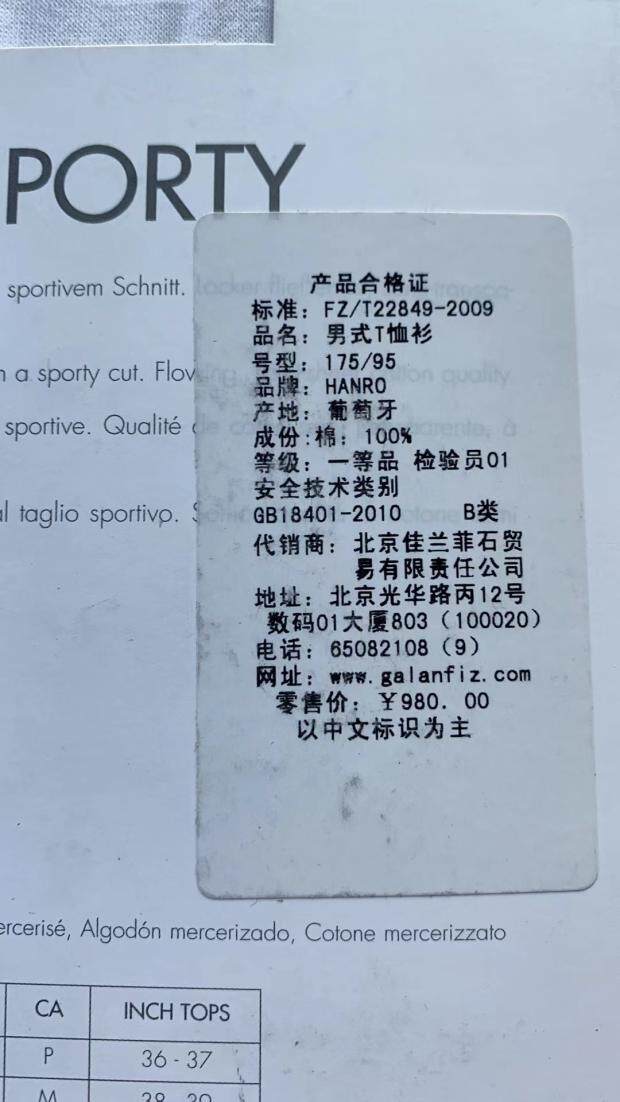 PORTY
sportivem Schnitt.
产品合格证
标准：FZ/T22849-2009
品名：男式T恤衫
n a sporty cut. Flow
号型：175/95
品牌：HANRO
产地：葡萄牙
sportive. Qualité
成份:棉：100%
等级：一等品 检验员01
安全技术类别
al taglio sportivo.
GB18401-2010 B类
代销商：北京佳兰菲石贸
易有限责任公司
地址：北京光华路丙12号
数码01大厦803（100020）
电话：65082108（9）
网址：www.galanfiz.com
零售价：￥980.00
以中文标识为主
ercerisé, Algodón mercerizado, Cotone mercerizzato
CA INCH TOPS
P 36 - 37
M 38 - 39